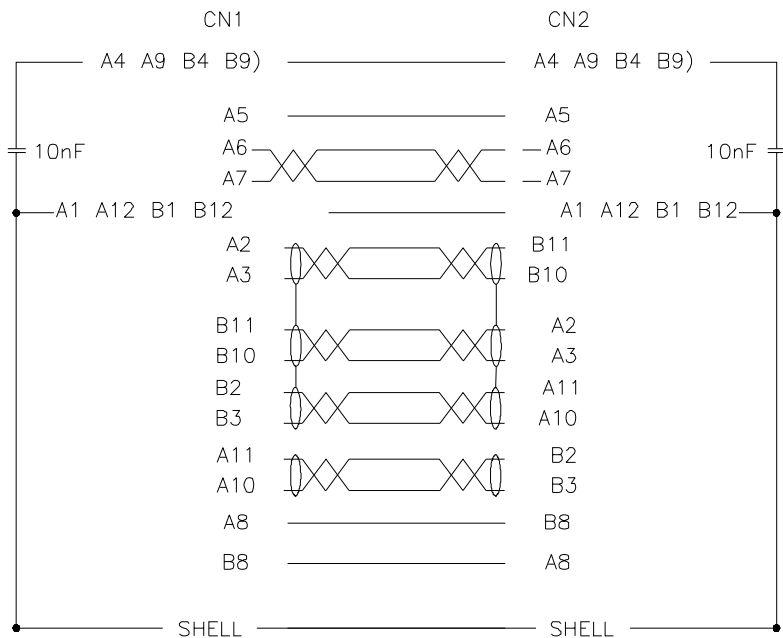 CN1 CN2
A4 A9 B4 B9) A4 A9 B4 B9)
A5 A5
10nF A6 A6 10nF
A7 A7
A1 A12 B1 B12 A1 A12 B1 B12
A2 B11
A3 B10
B11 A2
B10 A3
B2 A11
B3 A10
A11 B2
A10 B3
A8 B8
B8 A8
SHELL SHELL